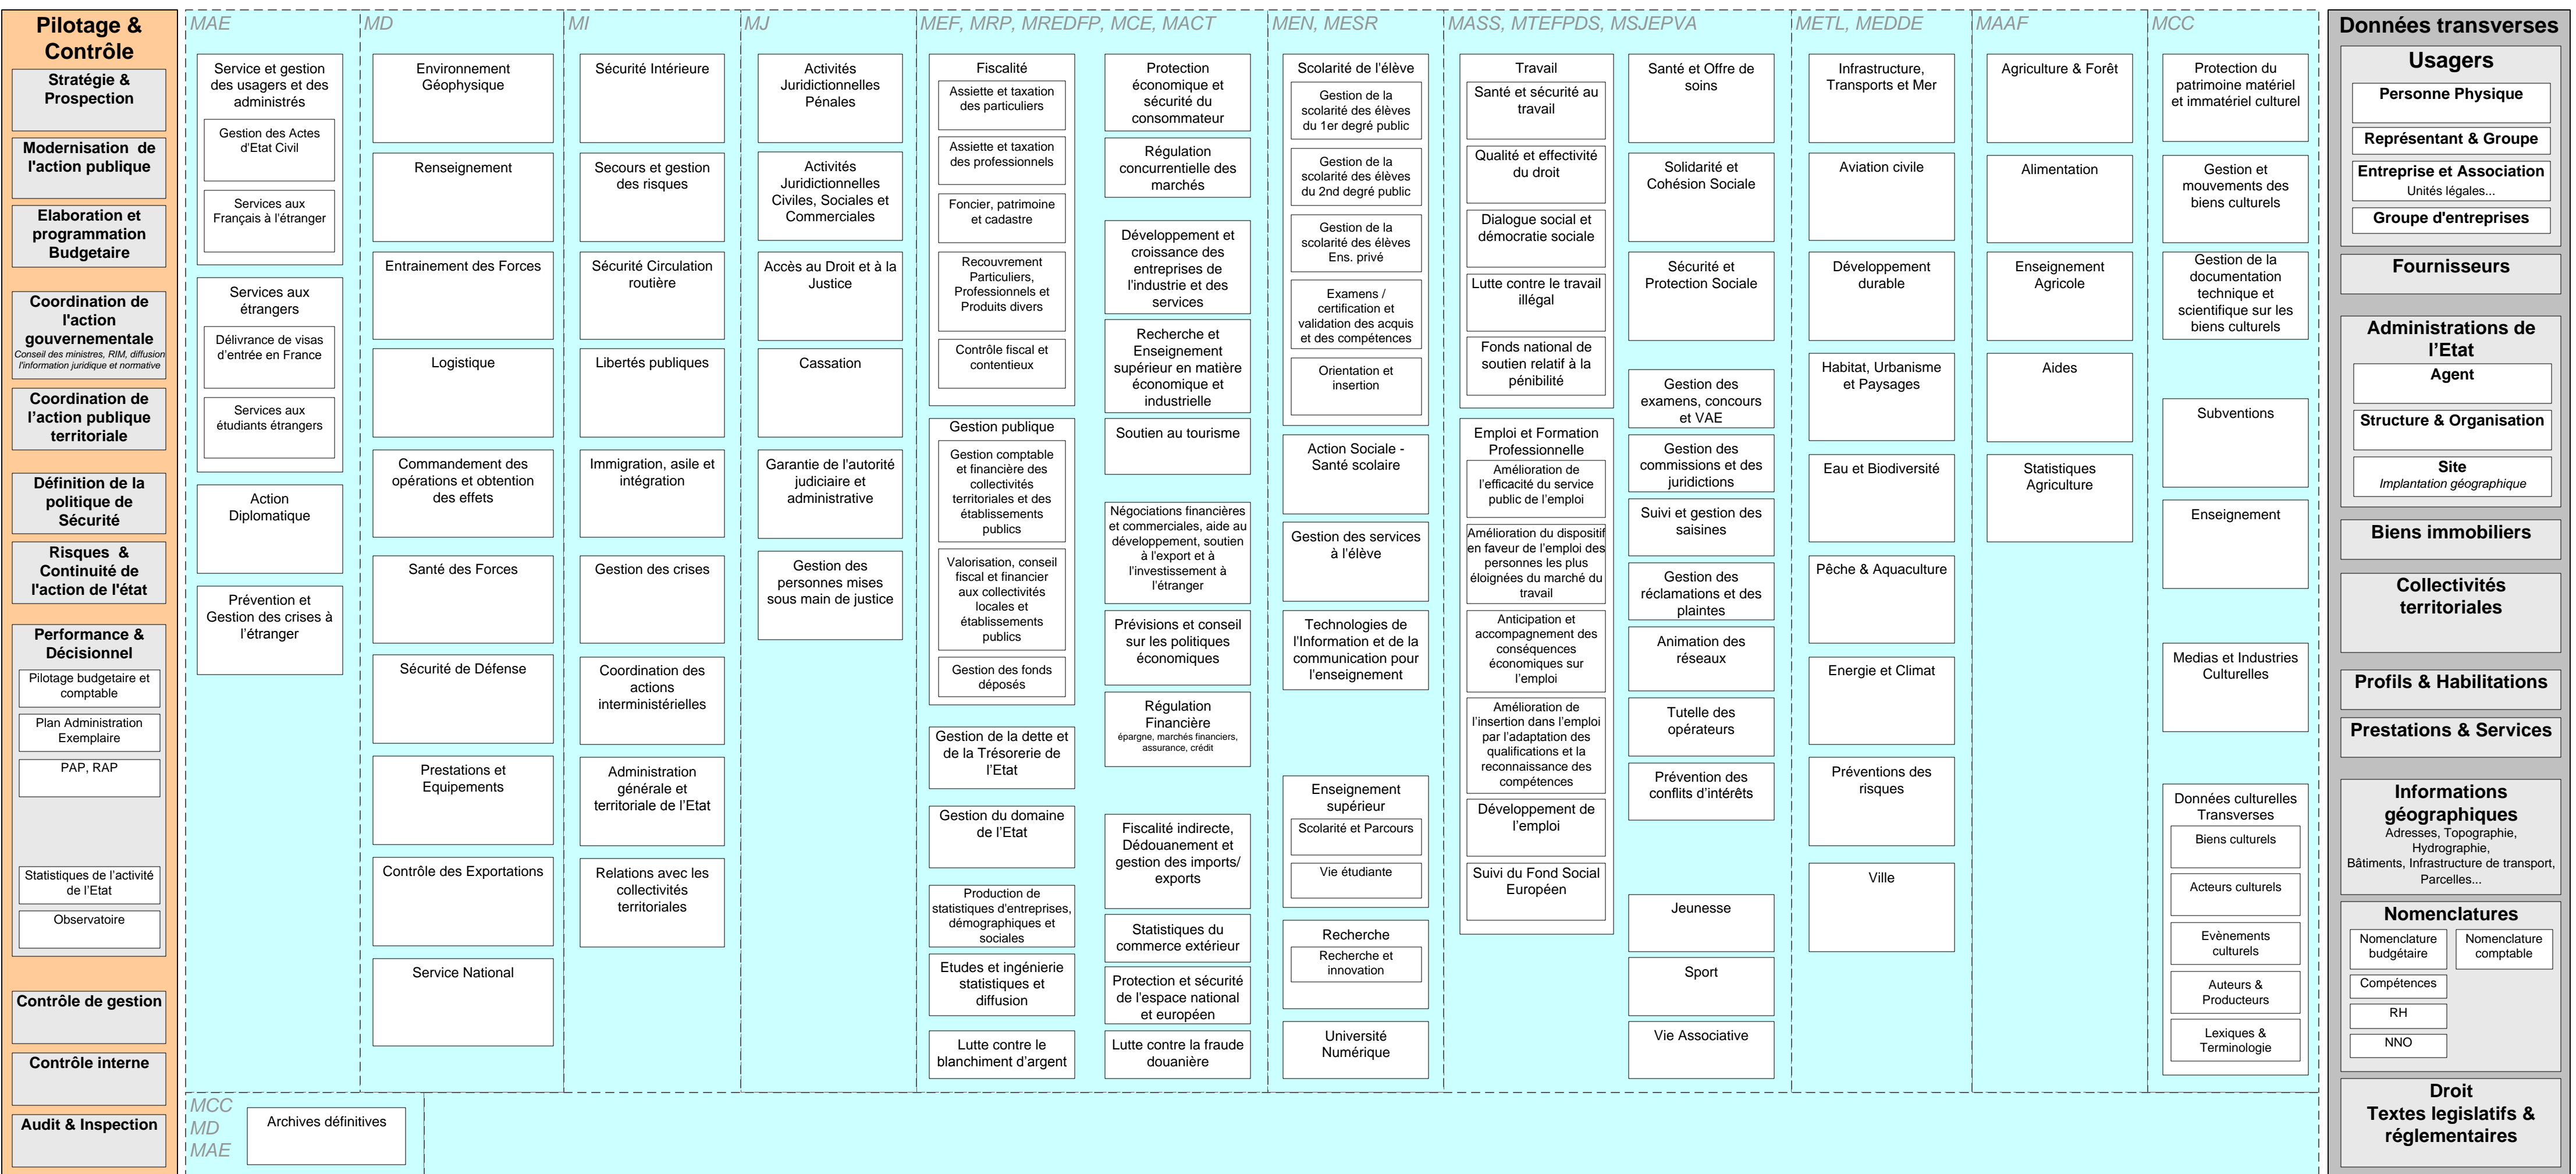 Pilotage &
Contrôle
Stratégie &
Prospection
Modernisation de
l'action publique
Elaboration et
programmation
Budgetaire
Coordination de
l'action
gouvernementale
Conseil des ministres, RIM, diffusion
l'information juridique et normative
Coordination de
l'action publique
territoriale
Définition de la
politique de
Sécurité
Risques &
Continuité de
l'action de l'état
Performance &
Décisionnel
Pilotage budgetaire et
comptable
Plan Administration
Exemplaire
PAP, RAP
Statistiques de l'activité
de l'Etat
Observatoire
Contrôle de gestion
Contrôle interne
Audit & Inspection
MAE
Service et gestion
des usagers et des
administrés
Gestion des Actes
d'Etat Civil
Services aux
Français à l'étranger
Services aux
étrangers
Délivrance de visas
d'entrée en France
Services aux
étudiants étrangers
Action
Diplomatique
Prévention et
Gestion des crises à
l'étranger
MD
Environnement
Géophysique
Renseignement
Entrainement des Forces
Logistique
Commandement des
opérations et obtention
des effets
Santé des Forces
Sécurité de Défense
Prestations et
Equipements
Contrôle des Exportations
Service National
MI
Sécurité Intérieure
Secours et gestion
des risques
Sécurité Circulation
routière
Libertés publiques
Immigration, asile et
intégration
Gestion des crises
Coordination des
actions
interministérielles
Administration
générale et
territoriale de l'Etat
Relations avec les
collectivités
territoriales
MJ
Activités
Juridictionnelles
Pénales
Activités
Juridictionnelles
Civiles, Sociales et
Commerciales
Accès au Droit et à la
Justice
Cassation
Garantie de l'autorité
judiciaire et
administrative
Gestion des
personnes mises
sous main de justice
MEF, MRP, MREDFP, MCE, MACT
Fiscalité
Assiette et taxation
des particuliers
Assiette et taxation
des professionnels
Foncier, patrimoine
et cadastre
Recouvrement
Particuliers,
Professionnels et
Produits divers
Contrôle fiscal et
contentieux
Gestion publique
Gestion comptable
et financière des
collectivités
territoriales et des
établissements
publics
Valorisation, conseil
fiscal et financier
aux collectivités
locales et
établissements
publics
Gestion des fonds
déposés
Gestion de la dette et
de la Trésorerie de
l'Etat
Gestion du domaine
de l'Etat
Production de
statistiques d'entreprises,
démographiques et
sociales
Etudes et ingénierie
statistiques et
diffusion
Lutte contre le
blanchiment d'argent
Protection
économique et
sécurité du
consommateur
Régulation
concurrentielle des
marchés
Développement et
croissance des
entreprises de
l'industrie et des
services
Recherche et
Enseignement
supérieur en matière
économique et
industrielle
Soutien au tourisme
Négociations financières
et commerciales, aide au
développement, soutien
à l'export et à
l'investissement à
l'étranger
Prévisions et conseil
sur les politiques
économiques
Régulation
Financière
épargne, marchés financiers,
assurance, crédit
Fiscalité indirecte,
Dédouanement et
gestion des imports/
exports
Statistiques du
commerce extérieur
Protection et sécurité
de l'espace national
et européen
Lutte contre la fraude
douanière
MEN, MESR
Scolarité de l'élève
Gestion de la
scolarité des élèves
du 1er degré public
Gestion de la
scolarité des élèves
du 2nd degré public
Gestion de la
scolarité des élèves
Ens. privé
Examens /
certification et
validation des acquis
et des compétences
Orientation et
insertion
Action Sociale -
Santé scolaire
Gestion des services
à l'élève
Technologies de
l'Information et de la
communication pour
l'enseignement
Enseignement
supérieur
Scolarité et Parcours
Vie étudiante
Recherche
Recherche et
innovation
Université
Numérique
MASS, MTEFPDS, MSJEPVA
Travail
Santé et sécurité au
travail
Qualité et effectivité
du droit
Dialogue social et
démocratie sociale
Lutte contre le travail
illégal
Fonds national de
soutien relatif à la
pénibilité
Emploi et Formation
Professionnelle
Amélioration de
l'efficacité du service
public de l'emploi
Amélioration du dispositif
en faveur de l'emploi des
personnes les plus
éloignées du marché du
travail
Anticipation et
accompagnement des
conséquences
économiques sur
l'emploi
Amélioration de
l'insertion dans l'emploi
par l'adaptation des
qualifications et la
reconnaissance des
compétences
Développement de
l'emploi
Suivi du Fond Social
Européen
Santé et Offre de
soins
Solidarité et
Cohésion Sociale
Sécurité et
Protection Sociale
Gestion des
examens, concours
et VAE
Gestion des
commissions et des
juridictions
Suivi et gestion des
saisines
Gestion des
réclamations et des
plaintes
Animation des
réseaux
Tutelle des
opérateurs
Prévention des
conflits d'intérêts
Jeunesse
Sport
Vie Associative
METL, MEDDE
Infrastructure,
Transports et Mer
Aviation civile
Développement
durable
Habitat, Urbanisme
et Paysages
Eau et Biodiversité
Pêche & Aquaculture
Energie et Climat
Préventions des
risques
Ville
MAAF
Agriculture & Forêt
Alimentation
Enseignement
Agricole
Aides
Statistiques
Agriculture
MCC
Protection du
patrimoine matériel
et immatériel culturel
Gestion et
mouvements des
biens culturels
Gestion de la
documentation
technique et
scientifique sur les
biens culturels
Subventions
Enseignement
Medias et Industries
Culturelles
Données culturelles
Transverses
Biens culturels
Acteurs culturels
Evènements
culturels
Auteurs &
Producteurs
Lexiques &
Terminologie
MCC
MD
MAE
Archives définitives
Données transverses
Usagers
Personne Physique
Représentant & Groupe
Entreprise et Association
Unités légales...
Groupe d'entreprises
Fournisseurs
Administrations de
l'Etat
Agent
Structure & Organisation
Site
Implantation géographique
Biens immobiliers
Collectivités
territoriales
Profils & Habilitations
Prestations & Services
Informations
géographiques
Adresses, Topographie,
Hydrographie,
Bâtiments, Infrastructure de transport,
Parcelles...
Nomenclatures
Nomenclature
budgétaire
Nomenclature
comptable
Compétences
RH
NNO
Droit
Textes legislatifs &
réglementaires